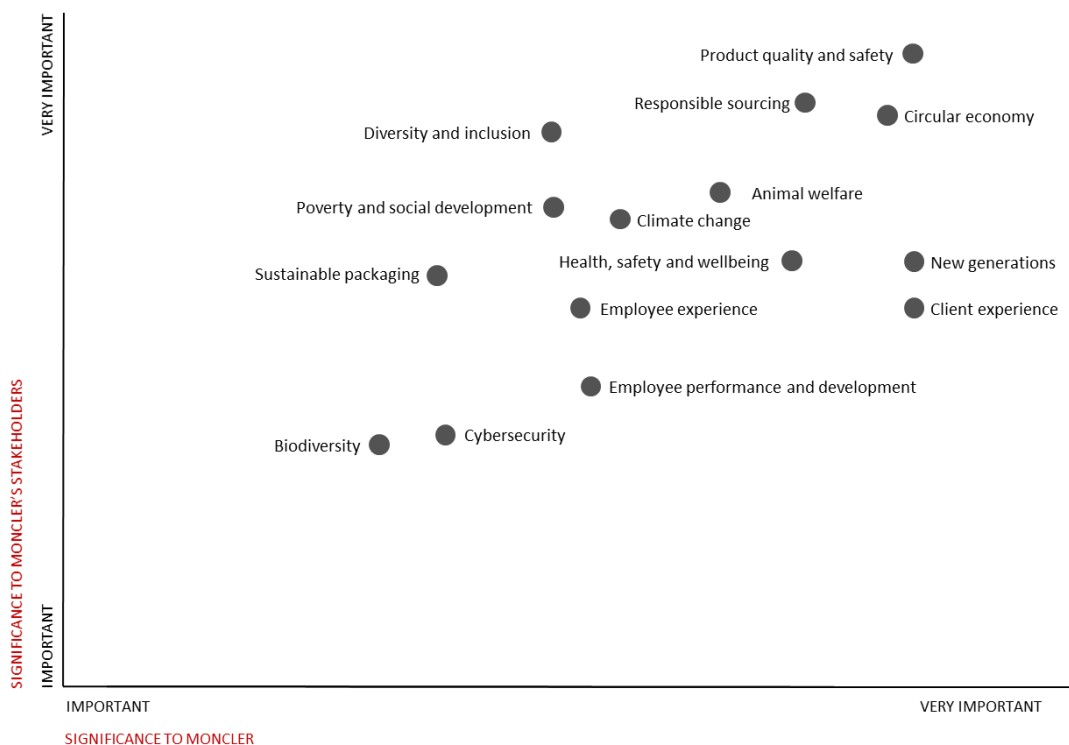 VERY IMPORTANT
Product quality and safety
Responsible sourcing
Circular economy
Diversity and inclusion
Animal welfare
Poverty and social development
Climate change
Health, safety and wellbeing
New generations
Sustainable packaging
Employee experience
Client experience
Employee performance and development
Cybersecurity
Biodiversity
SIGNIFICANCE TO MONCLER'S STAKEHOLDERS
IMPORTANT
IMPORTANT
VERY IMPORTANT
SIGNIFICANCE TO MONCLER